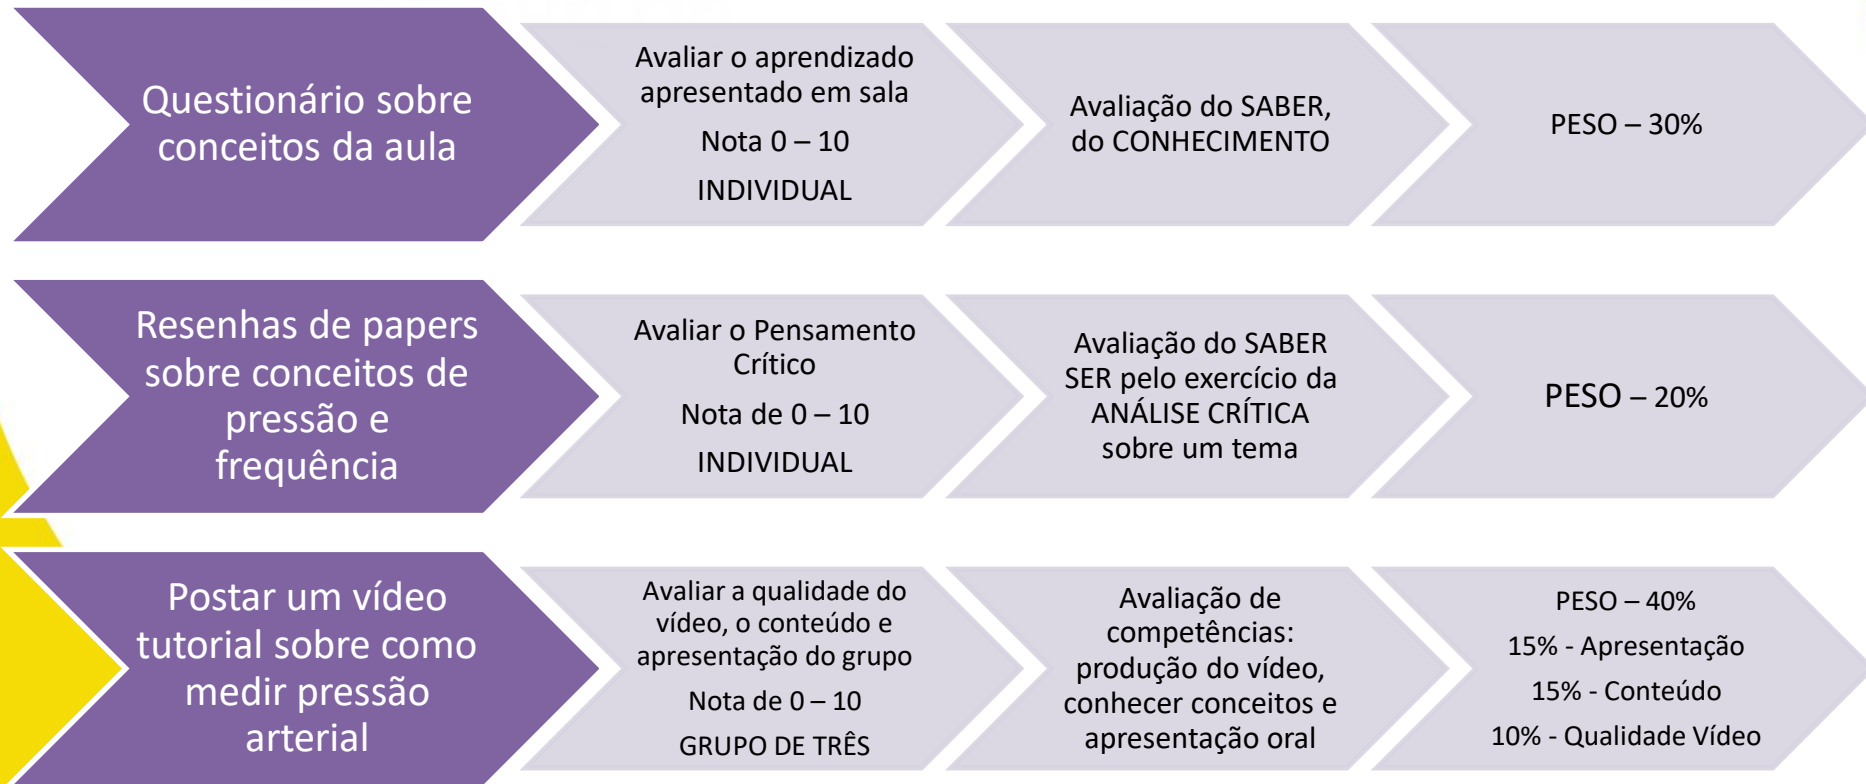 Questionário sobre
conceitos da aula
Avaliar o aprendizado
apresentado em sala
Nota 0 – 10
INDIVIDUAL
Avaliação do SABER,
do CONHECIMENTO
PESO – 30%
Resenhas de papers
sobre conceitos de
pressão e
frequência
Avaliar o Pensamento
Crítico
Nota de 0 – 10
INDIVIDUAL
Avaliação do SABER
SER pelo exercício da
ANÁLISE CRÍTICA
sobre um tema
PESO – 20%
Postar um vídeo
tutorial sobre como
medir pressão
arterial
Avaliar a qualidade do
vídeo, o conteúdo e
apresentação do grupo
Nota de 0 – 10
GRUPO DE TRÊS
Avaliação de
competências:
produção do vídeo,
conhecer conceitos e
apresentação oral
PESO – 40%
15% - Apresentação
15% - Conteúdo
10% - Qualidade Vídeo